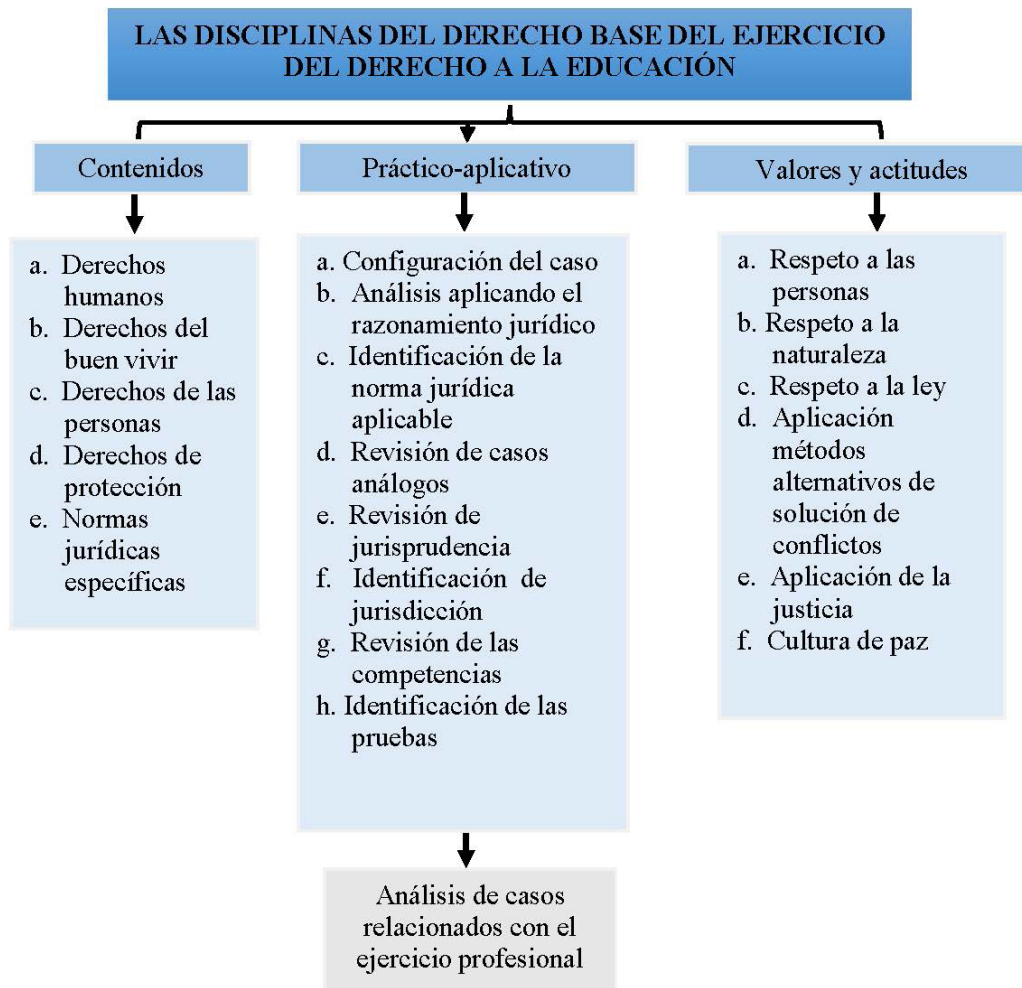 LAS DISCIPLINAS DEL DERECHO BASE DEL EJERCICIO
DEL DERECHO A LA EDUCACIÓN
Contenidos
a. Derechos
humanos
b. Derechos del
buen vivir
c. Derechos de las
personas
d. Derechos de
protección
e. Normas
jurídicas
específicas
Práctico-aplicativo
a. Configuración del caso
b. Análisis aplicando el
razonamiento jurídico
c. Identificación de la
norma jurídica
aplicable
d. Revisión de casos
análogos
e. Revisión de
jurisprudencia
f. Identificación de
jurisdicción
g. Revisión de las
competencias
h. Identificación de las
pruebas
Análisis de casos
relacionados con el
ejercicio profesional
Valores y actitudes
a. Respeto a las
personas
b. Respeto a la
naturaleza
c. Respeto a la ley
d. Aplicación
métodos
alternativos de
solución de
conflictos
e. Aplicación de la
justicia
f. Cultura de paz